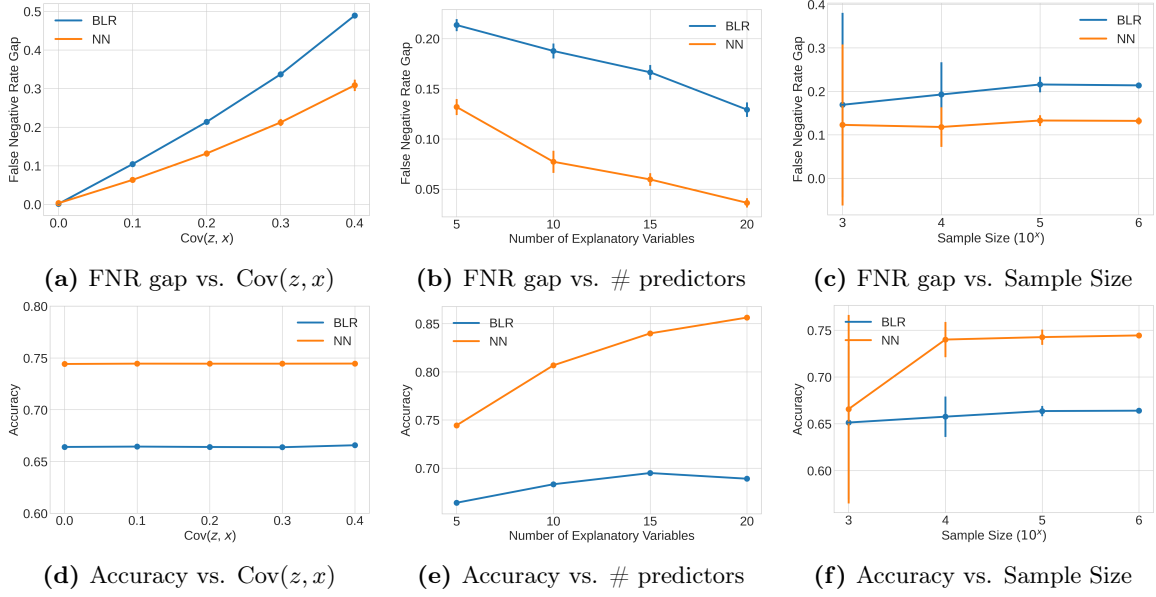 BLR
NN
False Negative Rate Gap
0.5
0.4
0.3
0.2
0.1
0.0
0.0 0.1 0.2 0.3 0.4
Cov(z, x)
(a) FNR gap vs. Cov(z, x)
BLR
NN
False Negative Rate Gap
0.20
0.15
0.10
0.05
5 10 15 20
Number of Explanatory Variables
(b) FNR gap vs. # predictors
BLR
NN
False Negative Rate Gap
0.4
0.3
0.2
0.1
0.0
3 4 5 6
Sample Size (10^x)
(c) FNR gap vs. Sample Size
BLR
NN
Accuracy
0.80
0.75
0.70
0.65
0.60
0.0 0.1 0.2 0.3 0.4
Cov(z, x)
(d) Accuracy vs. Cov(z, x)
BLR
NN
Accuracy
0.85
0.80
0.75
0.70
5 10 15 20
Number of Explanatory Variables
(e) Accuracy vs. # predictors
BLR
NN
Accuracy
0.75
0.70
0.65
0.60
3 4 5 6
Sample Size (10^x)
(f) Accuracy vs. Sample Size